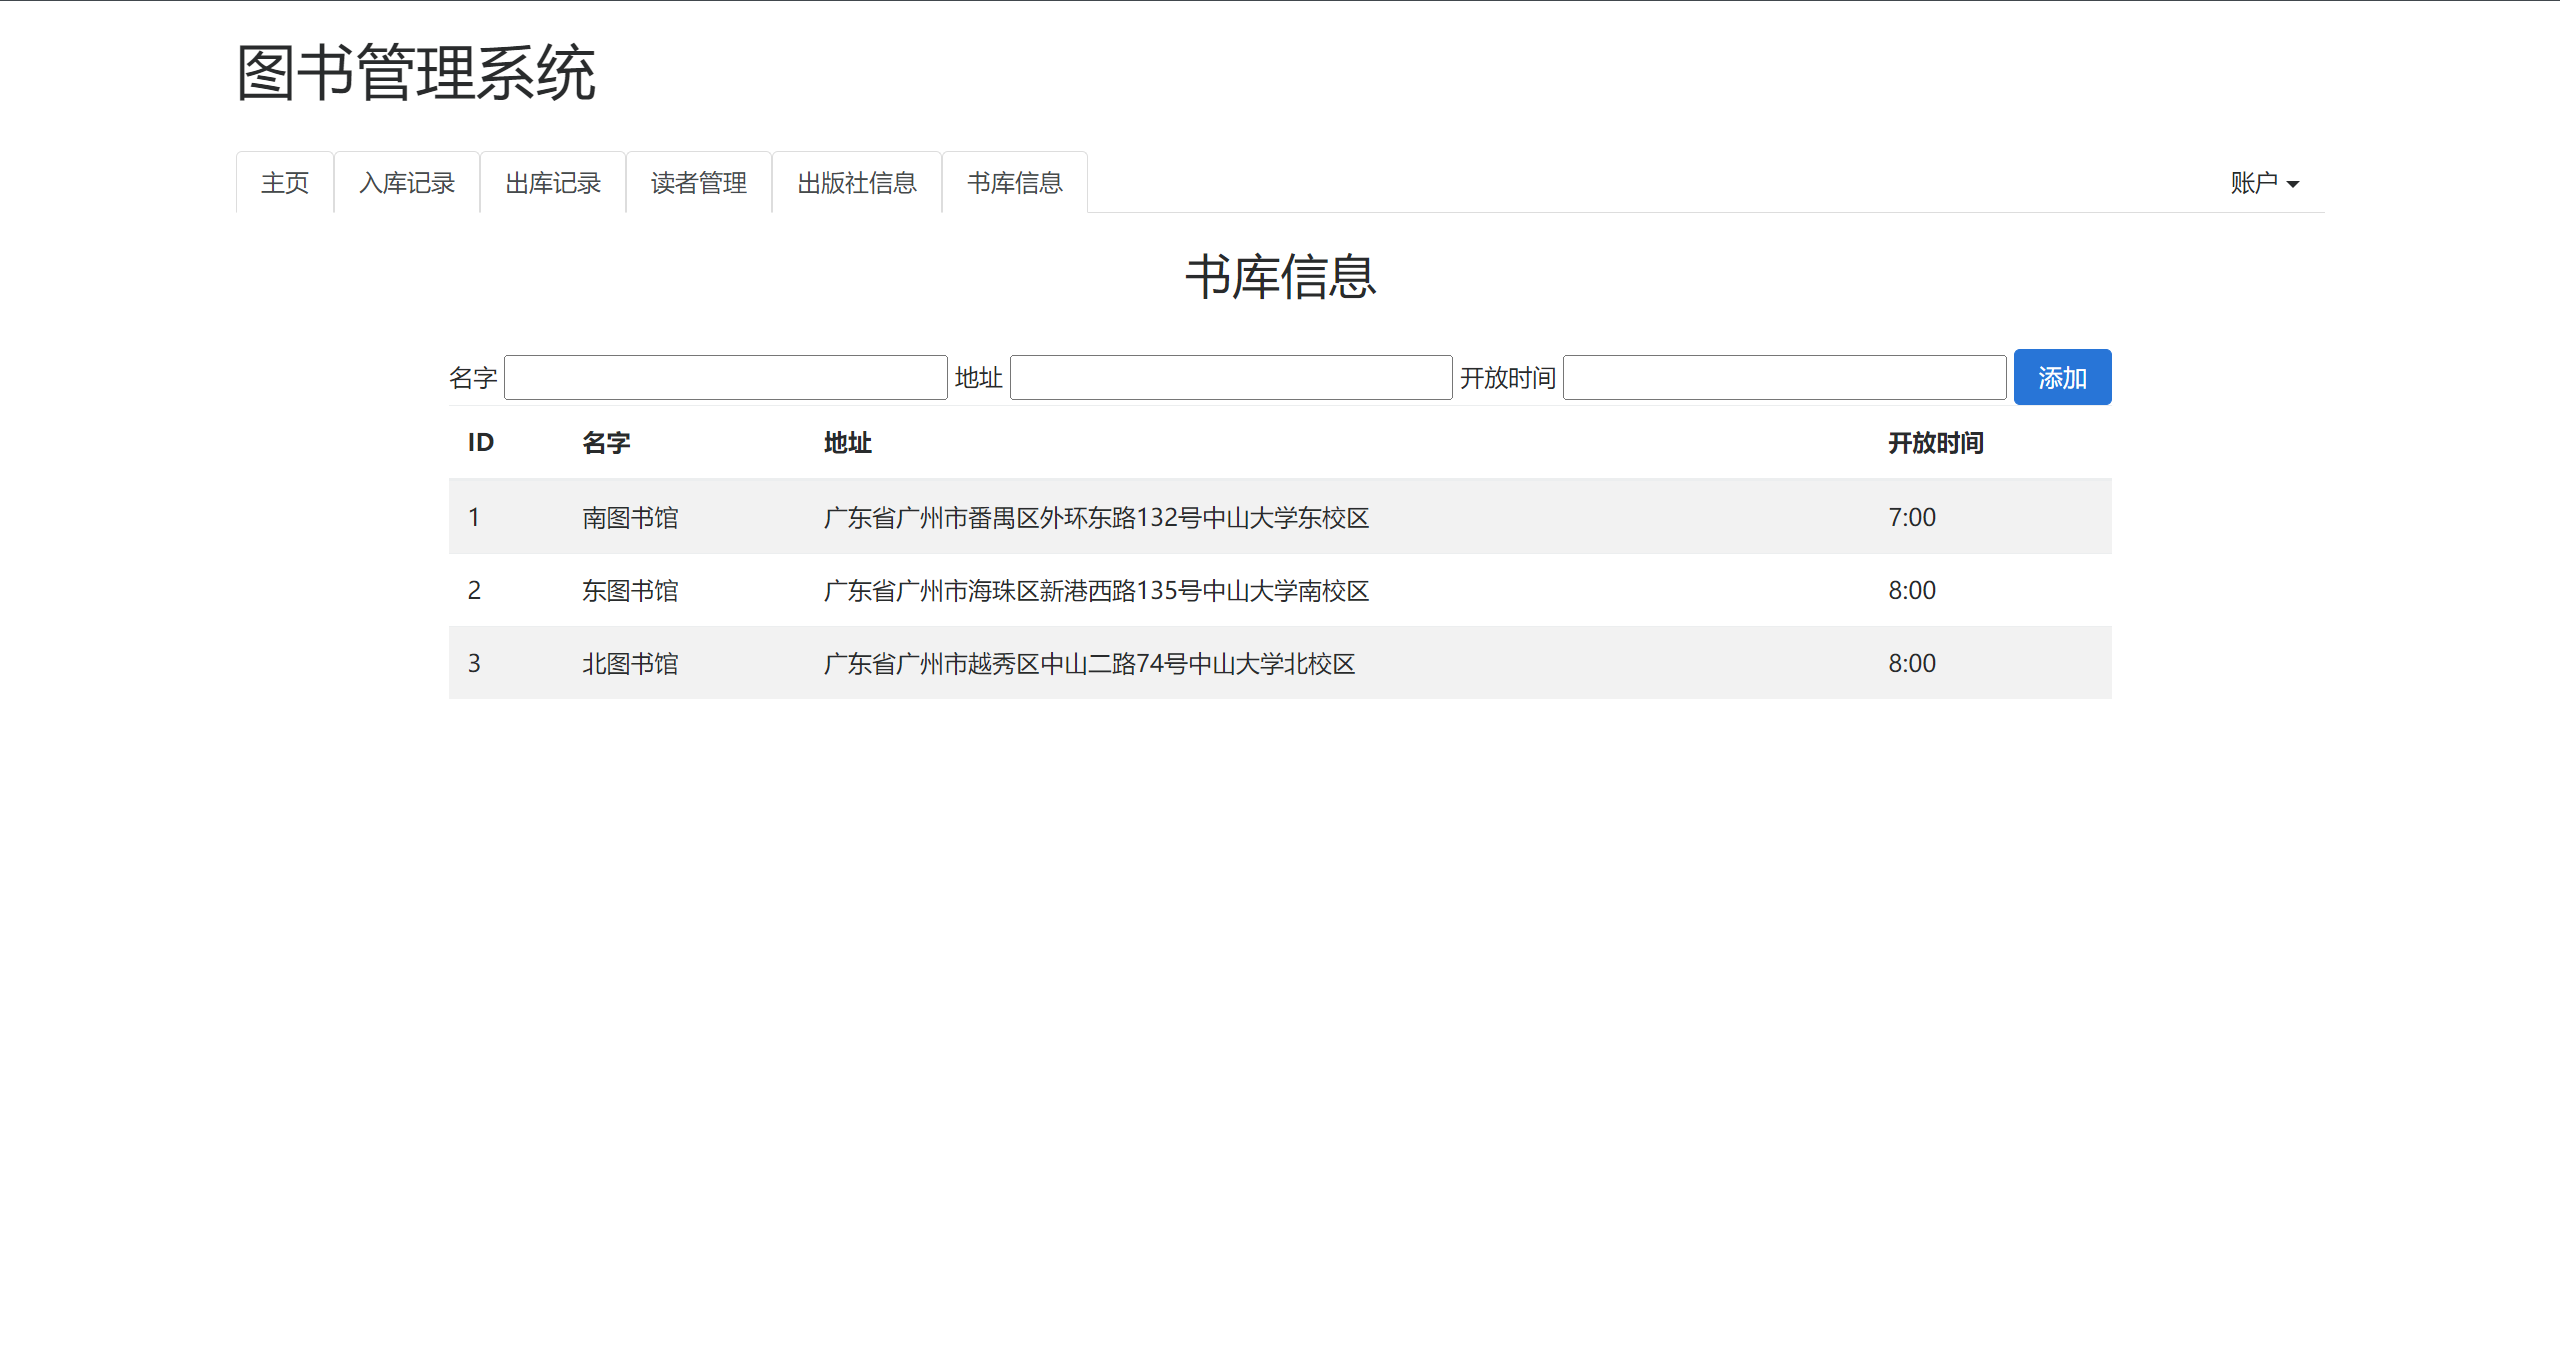 图书管理系统
主页 入库记录 出库记录 读者管理 出版社信息 书库信息 账户
书库信息
名字 地址 开放时间 添加
ID 名字 地址 开放时间
1 南图书馆 广东省广州市番禺区外环东路132号中山大学东校区 7:00
2 东图书馆 广东省广州市海珠区新港西路135号中山大学南校区 8:00
3 北图书馆 广东省广州市越秀区中山二路74号中山大学北校区 8:00